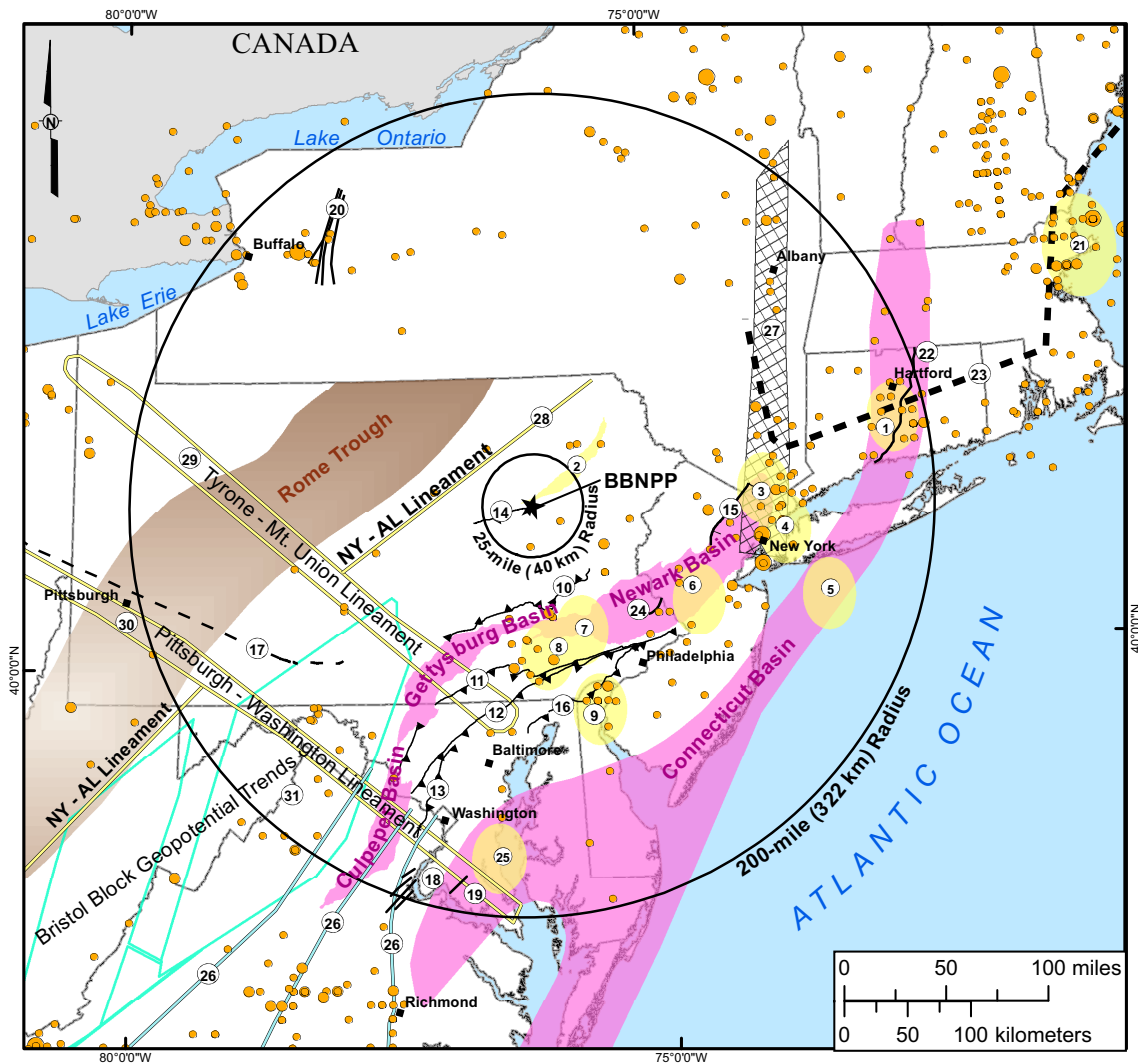 80°0'0"W
75°0'0"W
CANADA
N
Lake Ontario
20
Buffalo
21
Albany
Lake Erie
27
22
Hartford
23
28
1
29
Rome Trough
NY - AL Lineament
2
BBNPP
14
25-mile (40 km) Radius
3
15
4
New York
Tyrone - Mt. Union Lineament
Newark Basin
10
6
5
24
Pittsburgh
30
17
7
8
Philadelphia
40°0'0"N
40°0'0"N
Gettysburg Basin
11
12
16
9
Connecticut Basin
Pittsburgh - Washington Lineament
NY - AL Lineament
Baltimore
13
31
Culpeper Basin
Washington
200-mile (322 km) Radius
ATLANTIC OCEAN
Bristol Block Geopotential Trends
25
18
19
26
26
26
Richmond
0 50 100 miles
0 50 100 kilometers
80°0'0"W
75°0'0"W